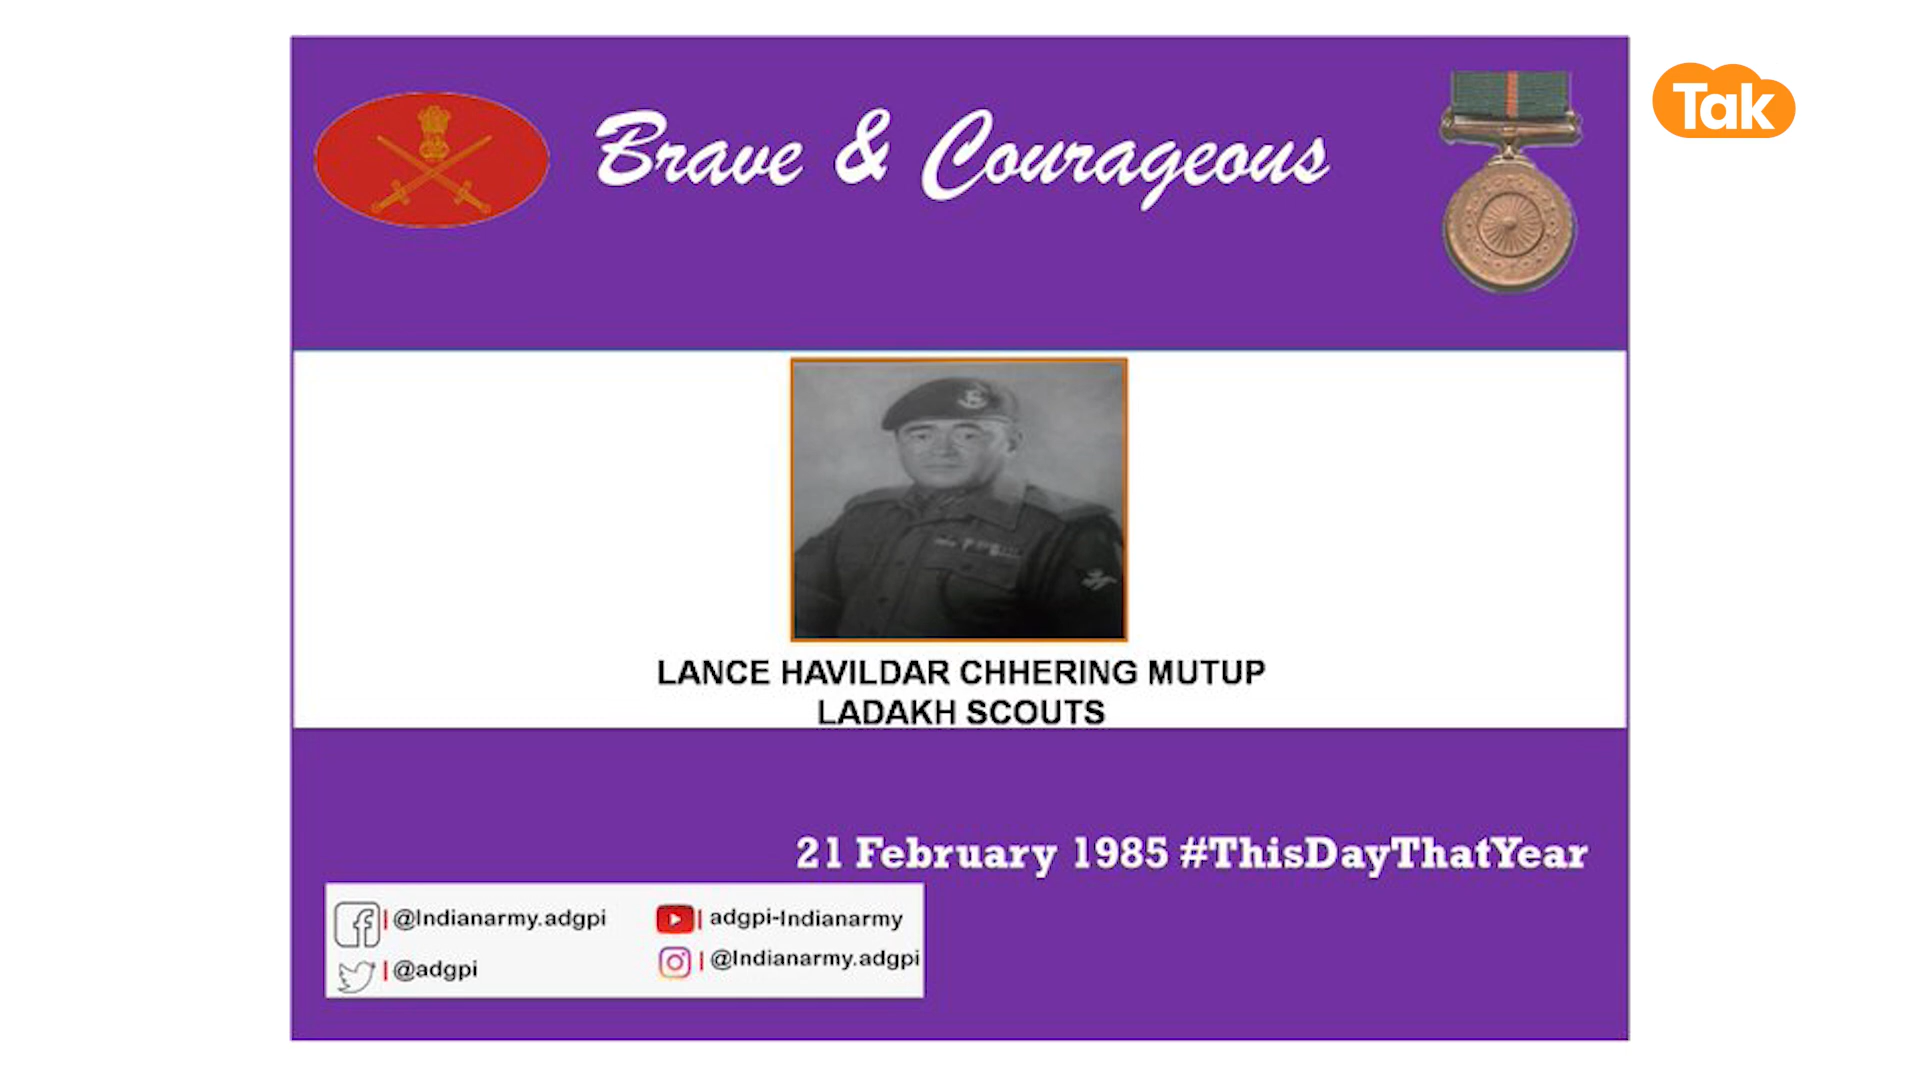 Brave & Courageous
Tak
LANCE HAVILDAR CHHERING MUTUP
LADAKH SCOUTS
21 February 1985 #ThisDayThatYear
| @Indianarmy.adgpi
| adgpi-Indianarmy
| @adgpi
| @Indianarmy.adgpi